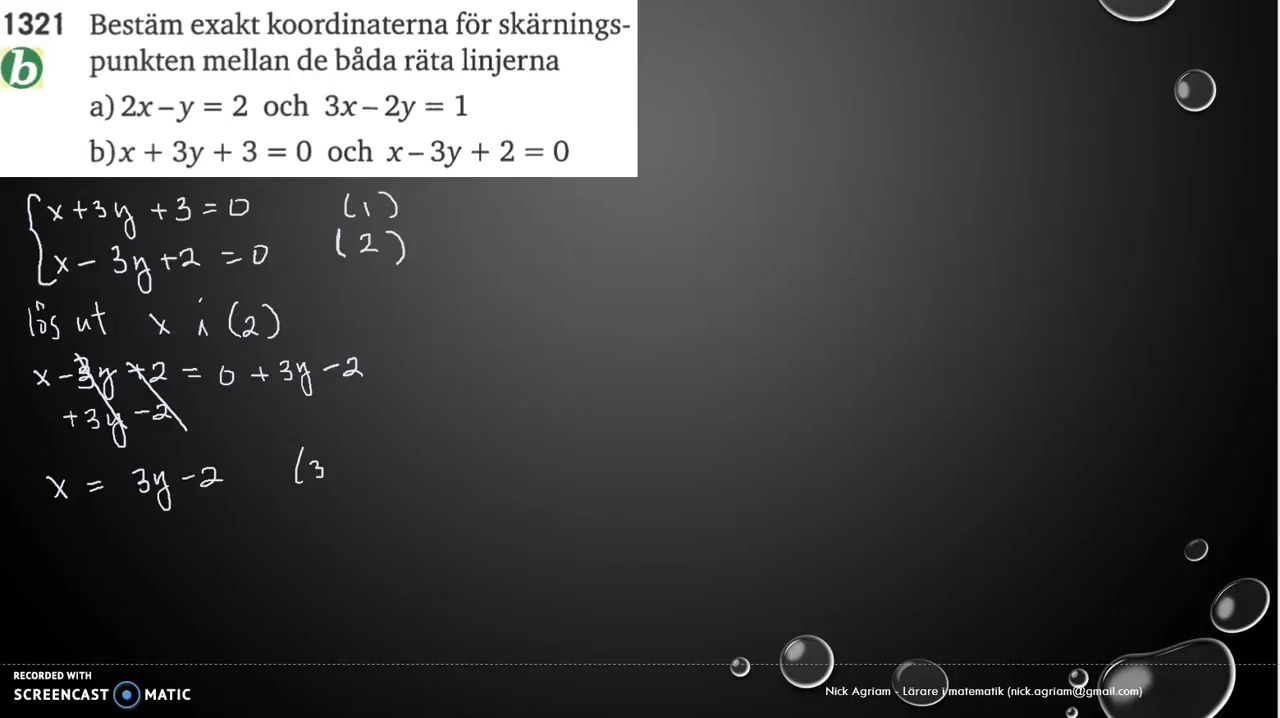 1321 Bestäm exakt koordinaterna för skärnings-
b punkten mellan de båda räta linjerna
a) 2x – y = 2 och 3x – 2y = 1
b) x + 3y + 3 = 0 och x – 3y + 2 = 0
x + 3y + 3 = 0 (1)
x - 3y + 2 = 0 (2)
lös ut x i (2)
x - 3y + 2 = 0 + 3y - 2
+3y - 2
x = 3y - 2 (3
RECORDED WITH
SCREENCAST MATIC
Nick Agriam - Lärare i matematik (nick.agriam@gmail.com)